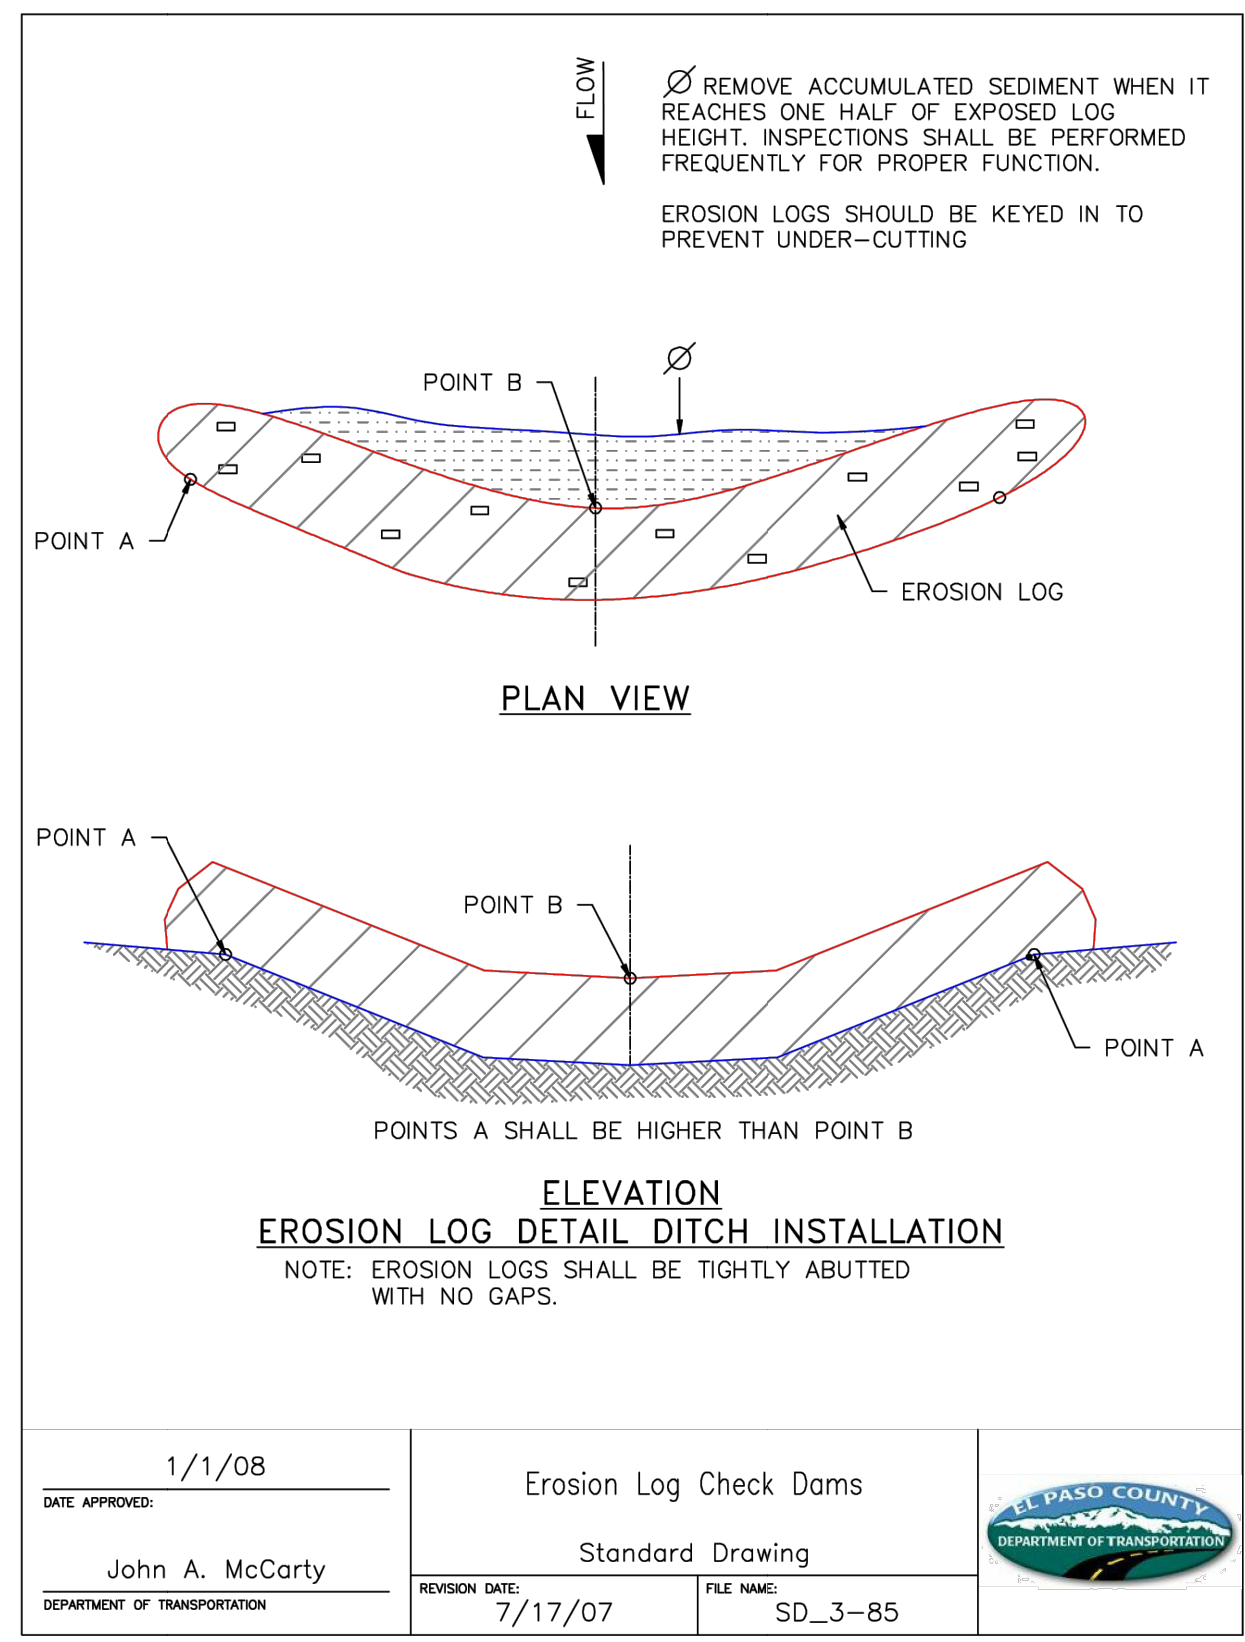 FLOW
Ø REMOVE ACCUMULATED SEDIMENT WHEN IT
REACHES ONE HALF OF EXPOSED LOG
HEIGHT. INSPECTIONS SHALL BE PERFORMED
FREQUENTLY FOR PROPER FUNCTION.
EROSION LOGS SHOULD BE KEYED IN TO
PREVENT UNDER-CUTTING
Ø
POINT B
POINT A
EROSION LOG
PLAN VIEW
POINT A
POINT B
POINT A
POINTS A SHALL BE HIGHER THAN POINT B
ELEVATION
EROSION LOG DETAIL DITCH INSTALLATION
NOTE: EROSION LOGS SHALL BE TIGHTLY ABUTTED
WITH NO GAPS.
1/1/08
DATE APPROVED:
John A. McCarty
DEPARTMENT OF TRANSPORTATION
Erosion Log Check Dams
Standard Drawing
REVISION DATE:
7/17/07
FILE NAME:
SD_3-85
EL PASO COUNTY
DEPARTMENT OF TRANSPORTATION